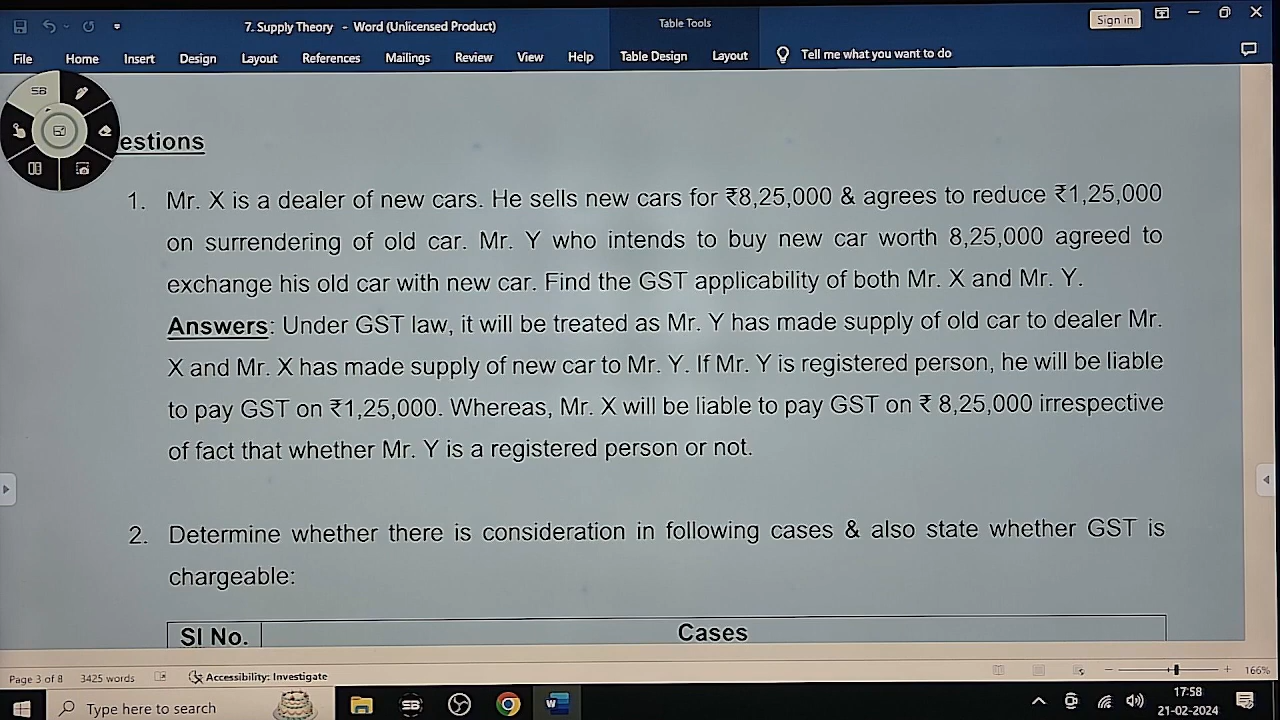 7. Supply Theory - Word (Unlicensed Product)
Table Tools
Sign in
File Home Insert Design Layout References Mailings Review View Help Table Design Layout Tell me what you want to do
SB
estions
1. Mr. X is a dealer of new cars. He sells new cars for ₹8,25,000 & agrees to reduce ₹1,25,000
on surrendering of old car. Mr. Y who intends to buy new car worth 8,25,000 agreed to
exchange his old car with new car. Find the GST applicability of both Mr. X and Mr. Y.
Answers: Under GST law, it will be treated as Mr. Y has made supply of old car to dealer Mr.
X and Mr. X has made supply of new car to Mr. Y. If Mr. Y is registered person, he will be liable
to pay GST on ₹1,25,000. Whereas, Mr. X will be liable to pay GST on ₹ 8,25,000 irrespective
of fact that whether Mr. Y is a registered person or not.
2. Determine whether there is consideration in following cases & also state whether GST is
chargeable:
SI No. Cases
Page 3 of 8 3425 words Accessibility: Investigate 166%
Type here to search
SB
17:58
21-02-2024